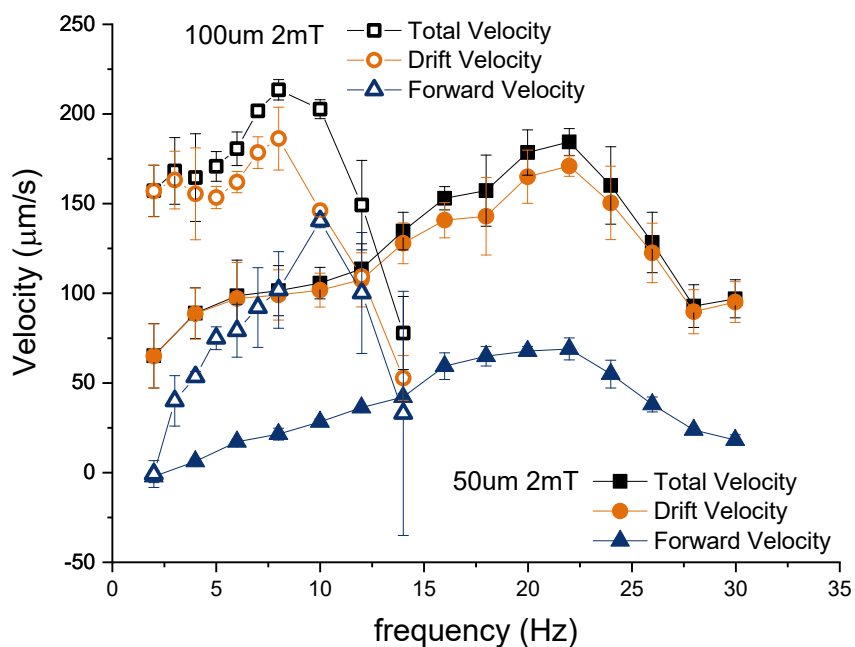 100um 2mT
Total Velocity
Drift Velocity
Forward Velocity
250
200
150
100
50
0
-50
Velocity (μm/s)
50um 2mT
Total Velocity
Drift Velocity
Forward Velocity
0 5 10 15 20 25 30 35
frequency (Hz)